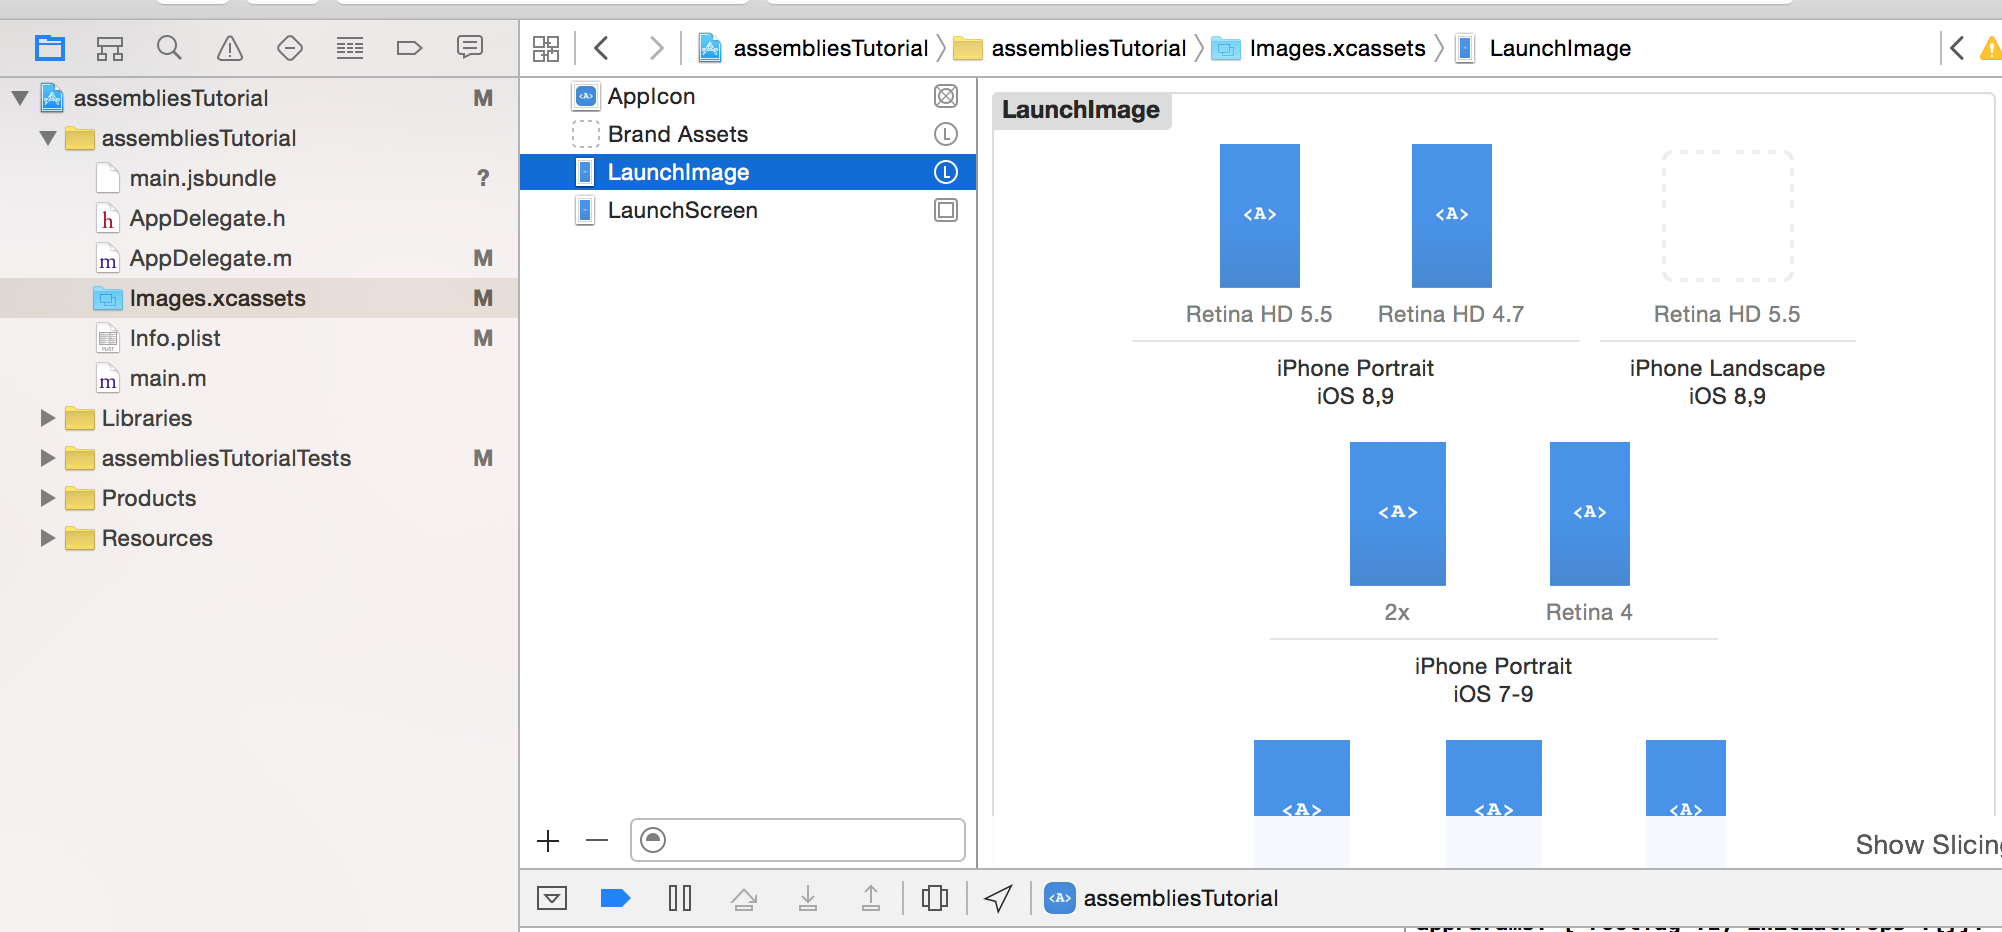 assembliesTutorial assembliesTutorial Images.xcassets LaunchImage
assembliesTutorial M
assembliesTutorial
main.jsbundle ?
h AppDelegate.h
m AppDelegate.m M
Images.xcassets M
Info.plist M
m main.m
Libraries
assembliesTutorialTests M
Products
Resources
<A> AppIcon
Brand Assets L
LaunchImage L
LaunchScreen
LaunchImage
<A> <A>
Retina HD 5.5 Retina HD 4.7 Retina HD 5.5
iPhone Portrait iPhone Landscape
iOS 8,9 iOS 8,9
<A> <A>
2x Retina 4
iPhone Portrait
iOS 7-9
<A> <A> <A>
Show Slicing
<A> assembliesTutorial